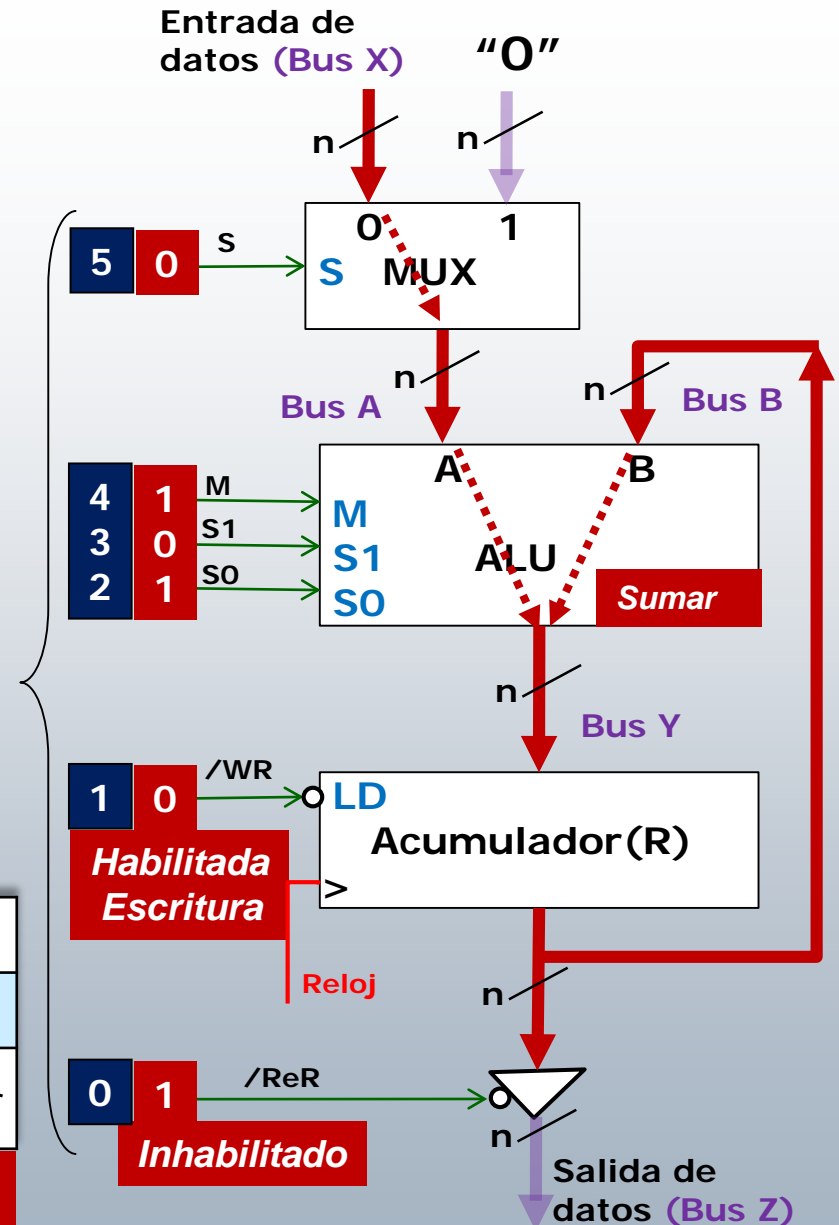 Entrada de
datos (Bus X)
“0”
n
n
0 1
5 0 S
S MUX
n
n
Bus A
Bus B
A B
4 1 M
M
3 0 S1
S1 ALU
2 1 S0
S0
Sumar
n
Bus Y
1 0 /WR
LD
Acumulador(R)
Habilitada
Escritura
>
Reloj
n
0 1 /ReR
Inhabilitado
n
Salida de
datos (Bus Z)